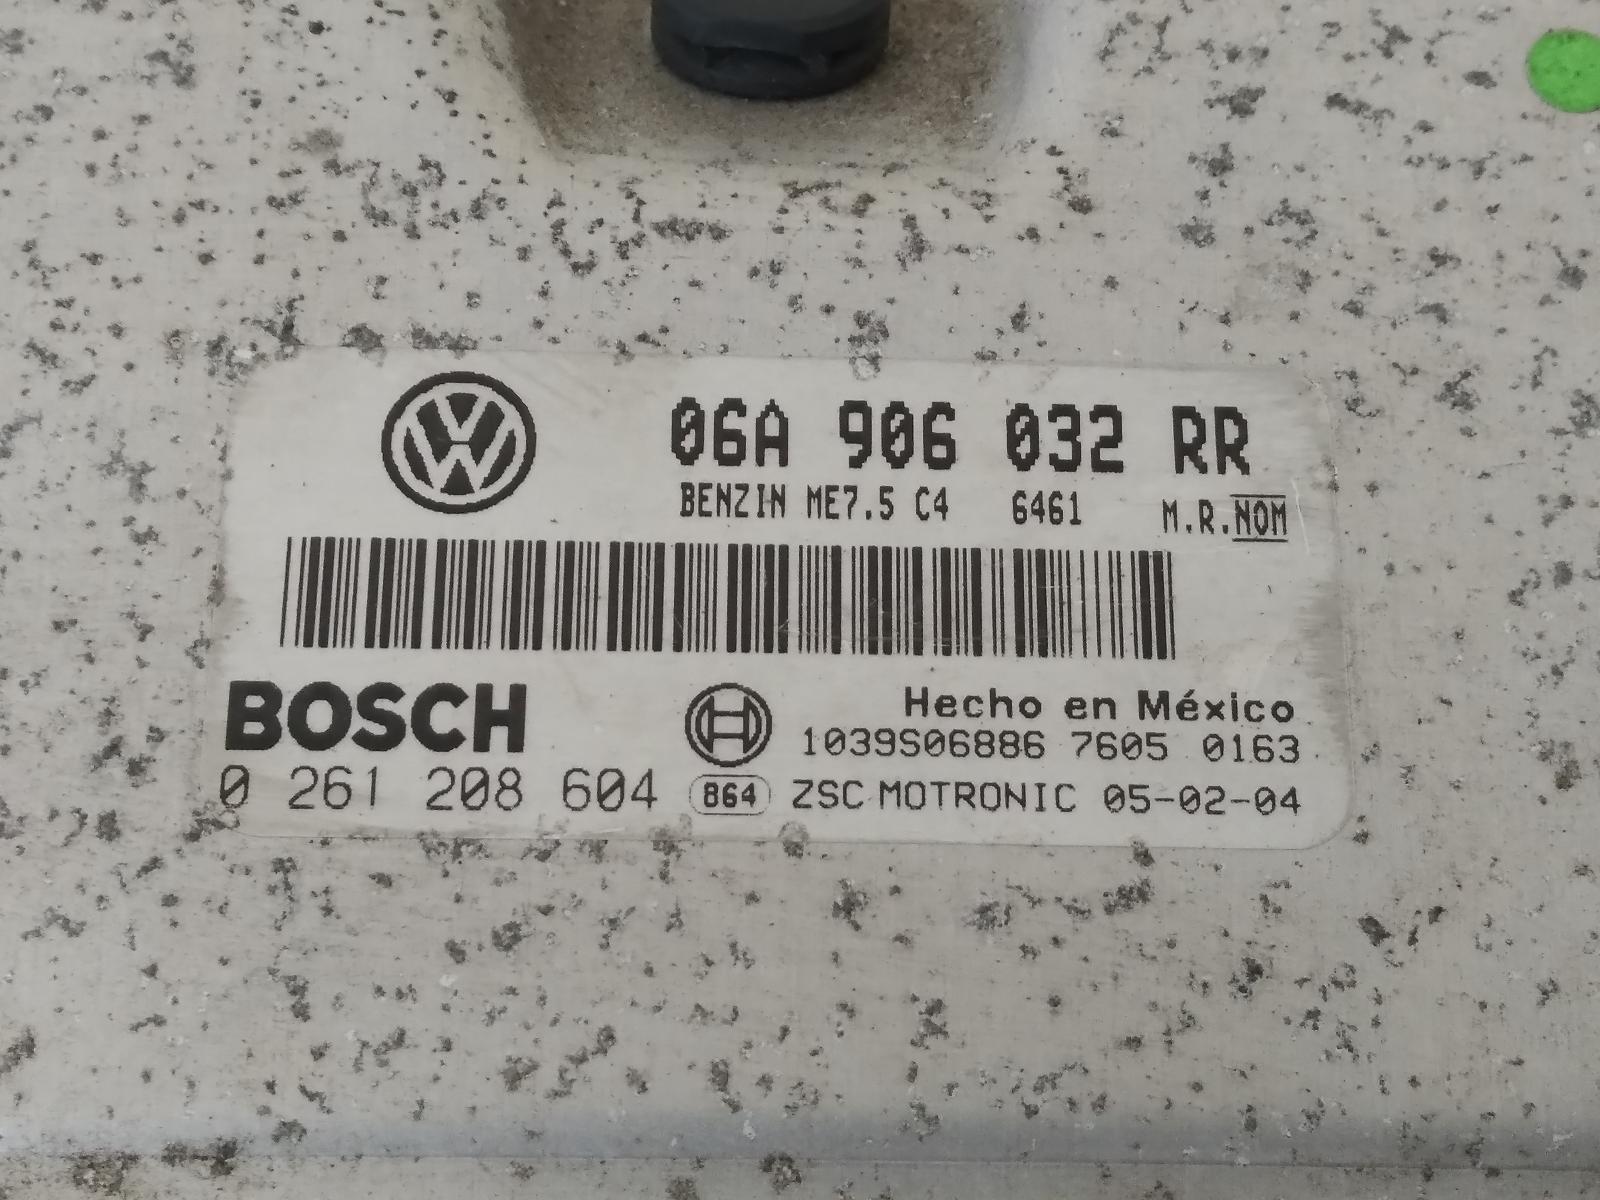 06A 906 032 RR
BENZIN ME7.5 C4 6461 M.R.NOM
BOSCH
Hecho en México
1039S06886 7605 0163
0 261 208 604 864 ZSC MOTRONIC 05-02-04